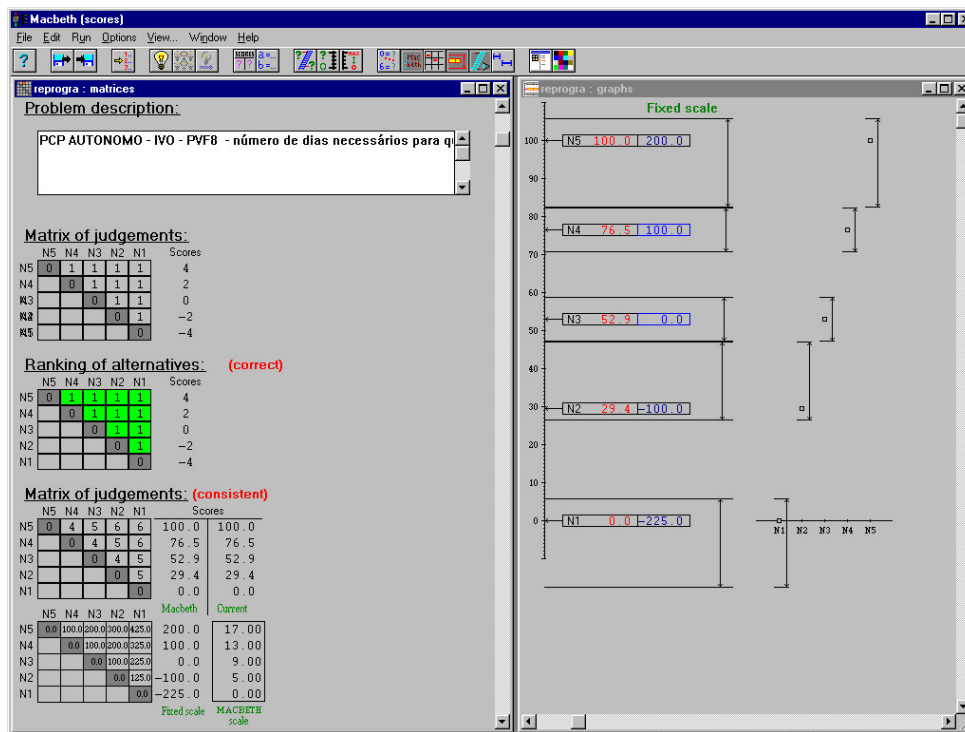 Macbeth (scores)
File Edit Run Options View... Window Help
reprogra : matrices
Problem description:
PCP AUTONOMO - IVO - PVF8 - número de dias necessários para qu
Matrix of judgements:
N5 N4 N3 N2 N1 Scores
N5 0 1 1 1 1 4
N4 0 1 1 1 2
0 1 1 0
0 1 -2
0 -4
Ranking of alternatives: (correct)
N5 N4 N3 N2 N1 Scores
N5 0 1 1 1 1 4
N4 0 1 1 1 2
N3 0 1 1 0
N2 0 1 -2
N1 0 -4
Matrix of judgements: (consistent)
N5 N4 N3 N2 N1 Scores
N5 0 4 5 6 6 100.0 100.0
N4 0 4 5 6 76.5 76.5
N3 0 4 5 52.9 52.9
N2 0 5 29.4 29.4
N1 0 0.0 0.0
Macbeth Current
N5 N4 N3 N2 N1
N5 0.0 100.0 200.0 300.0 425.0 200.0 17.00
N4 0.0 100.0 200.0 325.0 100.0 13.00
N3 0.0 100.0 225.0 0.0 9.00
N2 0.0 125.0 -100.0 5.00
N1 0.0 -225.0 0.00
Fixed scale MACBETH
scale
reprogra : graphs
Fixed scale
100 N5 100.0 200.0
90
80
N4 76.5 100.0
70
60
N3 52.9 0.0
50
40
30 N2 29.4 -100.0
20
10
0 N1 0.0 -225.0
N1 N2 N3 N4 N5